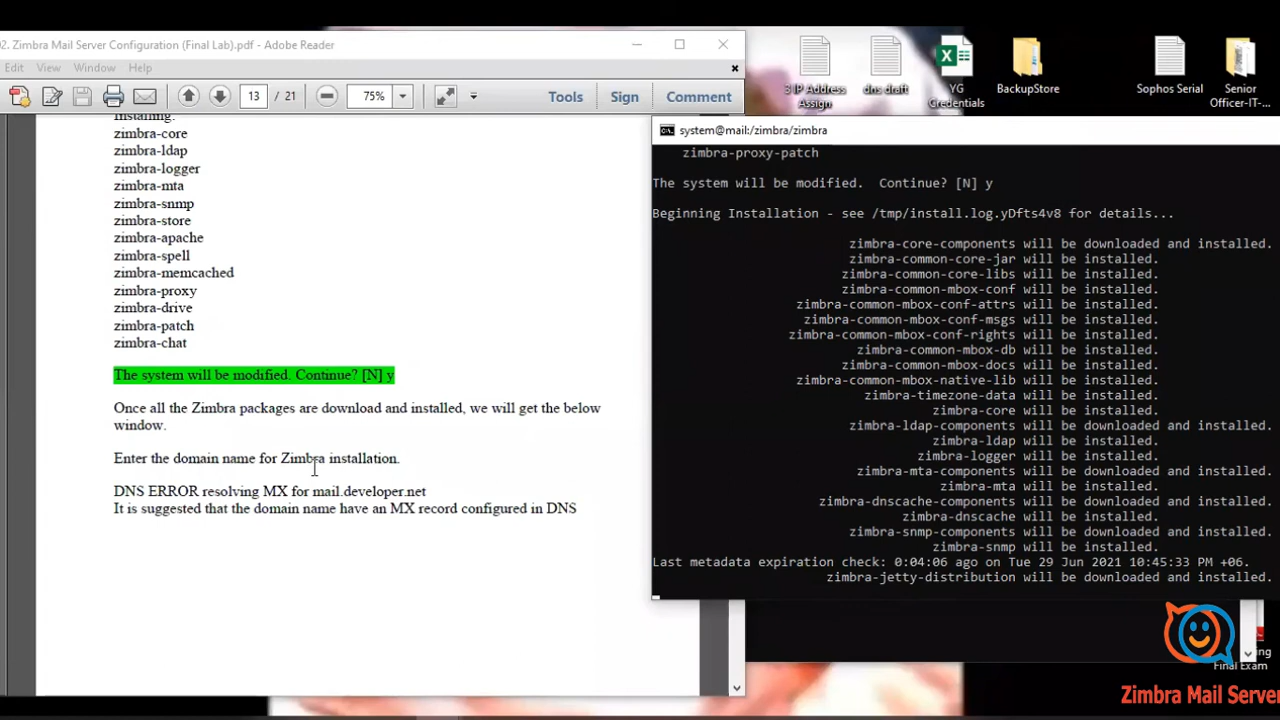 02. Zimbra Mail Server Configuration (Final Lab).pdf - Adobe Reader
Edit View Window Help
13 / 21 75% Tools Sign Comment
Installing:
zimbra-core
zimbra-ldap
zimbra-logger
zimbra-mta
zimbra-snmp
zimbra-store
zimbra-apache
zimbra-spell
zimbra-memcached
zimbra-proxy
zimbra-drive
zimbra-patch
zimbra-chat
The system will be modified. Continue? [N] y
Once all the Zimbra packages are download and installed, we will get the below
window.
Enter the domain name for Zimbra installation.
DNS ERROR resolving MX for mail.developer.net
It is suggested that the domain name have an MX record configured in DNS
3 IP Address
Assign
dns draft
YG
Credentials
BackupStore
Sophos Serial
Senior
Officer-IT-...
system@mail:/zimbra/zimbra
zimbra-proxy-patch
The system will be modified.  Continue? [N] y
Beginning Installation - see /tmp/install.log.yDfts4v8 for details...
zimbra-core-components will be downloaded and installed.
zimbra-common-core-jar will be installed.
zimbra-common-core-libs will be installed.
zimbra-common-mbox-conf will be installed.
zimbra-common-mbox-conf-attrs will be installed.
zimbra-common-mbox-conf-msgs will be installed.
zimbra-common-mbox-conf-rights will be installed.
zimbra-common-mbox-db will be installed.
zimbra-common-mbox-docs will be installed.
zimbra-common-mbox-native-lib will be installed.
zimbra-timezone-data will be installed.
zimbra-core will be installed.
zimbra-ldap-components will be downloaded and installed.
zimbra-ldap will be installed.
zimbra-logger will be installed.
zimbra-mta-components will be downloaded and installed.
zimbra-mta will be installed.
zimbra-dnscache-components will be downloaded and installed.
zimbra-dnscache will be installed.
zimbra-snmp-components will be downloaded and installed.
zimbra-snmp will be installed.
Last metadata expiration check: 0:04:06 ago on Tue 29 Jun 2021 10:45:33 PM +06.
zimbra-jetty-distribution will be downloaded and installed.
Final Exam
Zimbra Mail Server